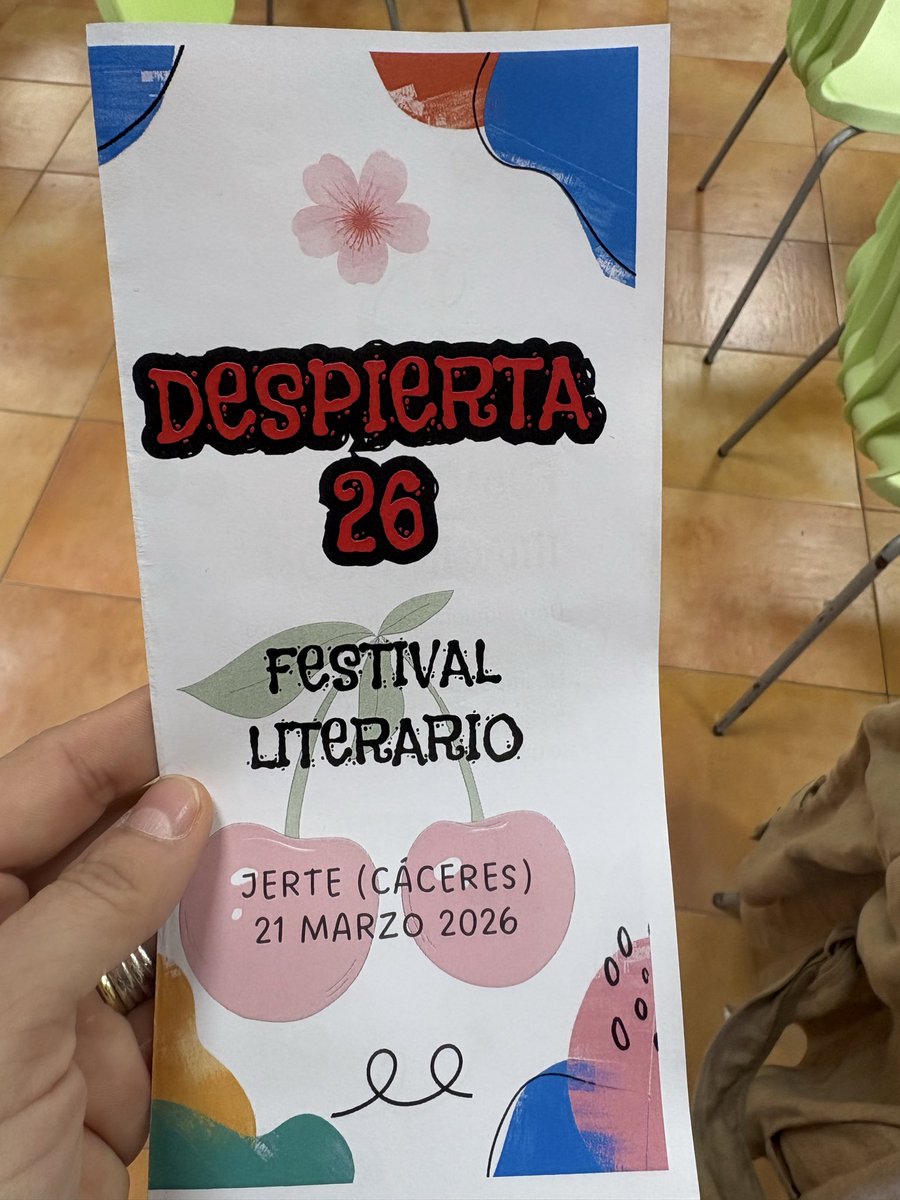 DESPIERTA
26
FESTIVAL
LITERARIO
JERTE (CÁCERES)
21 MARZO 2026